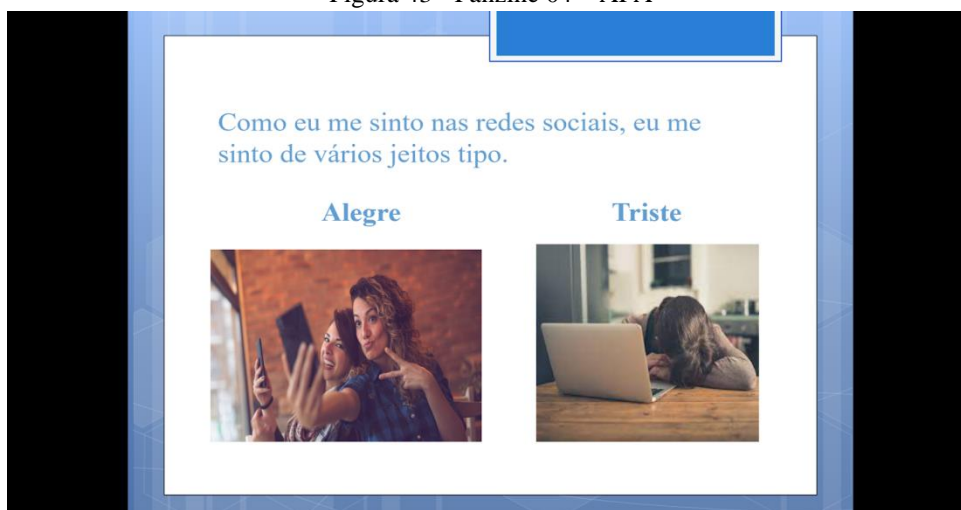 Como eu me sinto nas redes sociais, eu me
sinto de vários jeitos tipo.
Alegre
Triste